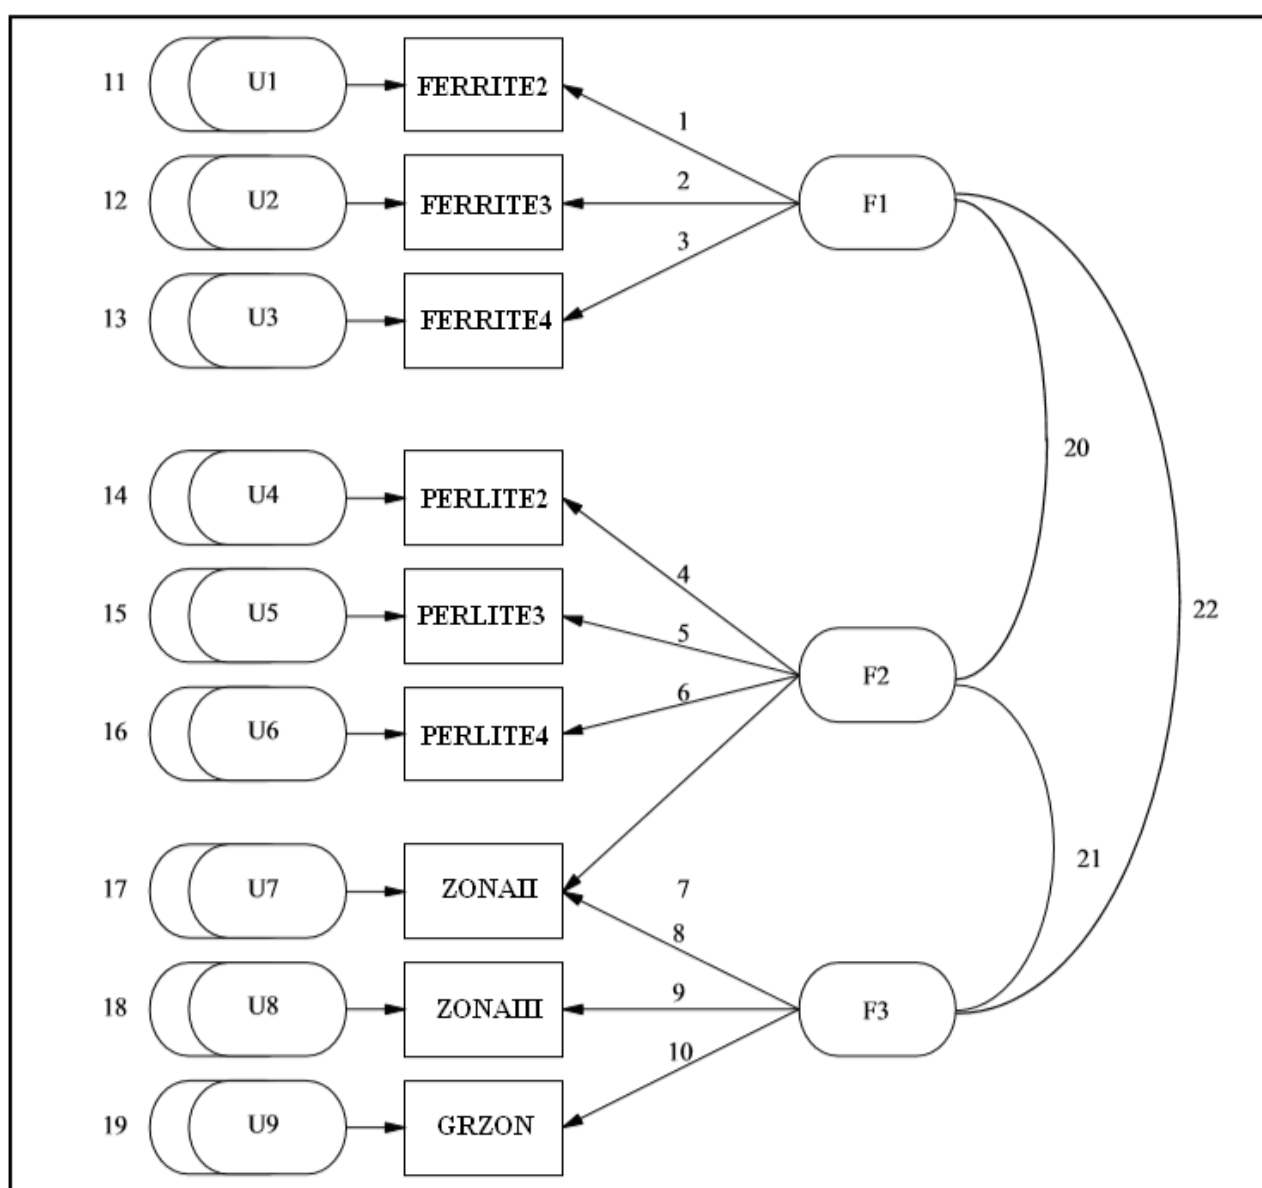 11 U1 FERRITE2
1
12 U2 FERRITE3 2 F1
3
13 U3 FERRITE4
20
14 U4 PERLITE2
4
15 U5 PERLITE3 5 22
F2
6
16 U6 PERLITE4
21
17 U7 ZONAII 7
8
18 U8 ZONAIII 9 F3
10
19 U9 GRZON